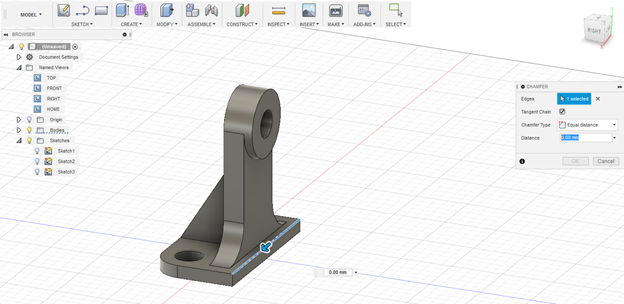 MODEL
SKETCH
CREATE
MODIFY
ASSEMBLE
CONSTRUCT
INSPECT
INSERT
MAKE
ADD-INS
SELECT
BROWSER
(Unsaved)
Document Settings
Named Views
TOP
FRONT
RIGHT
HOME
Origin
Bodies
Sketches
Sketch1
Sketch2
Sketch3
RIGHT
CHAMFER
Edges 1 selected
Tangent Chain
Chamfer Type Equal distance
Distance 0.00 mm
OK Cancel
0.00 mm